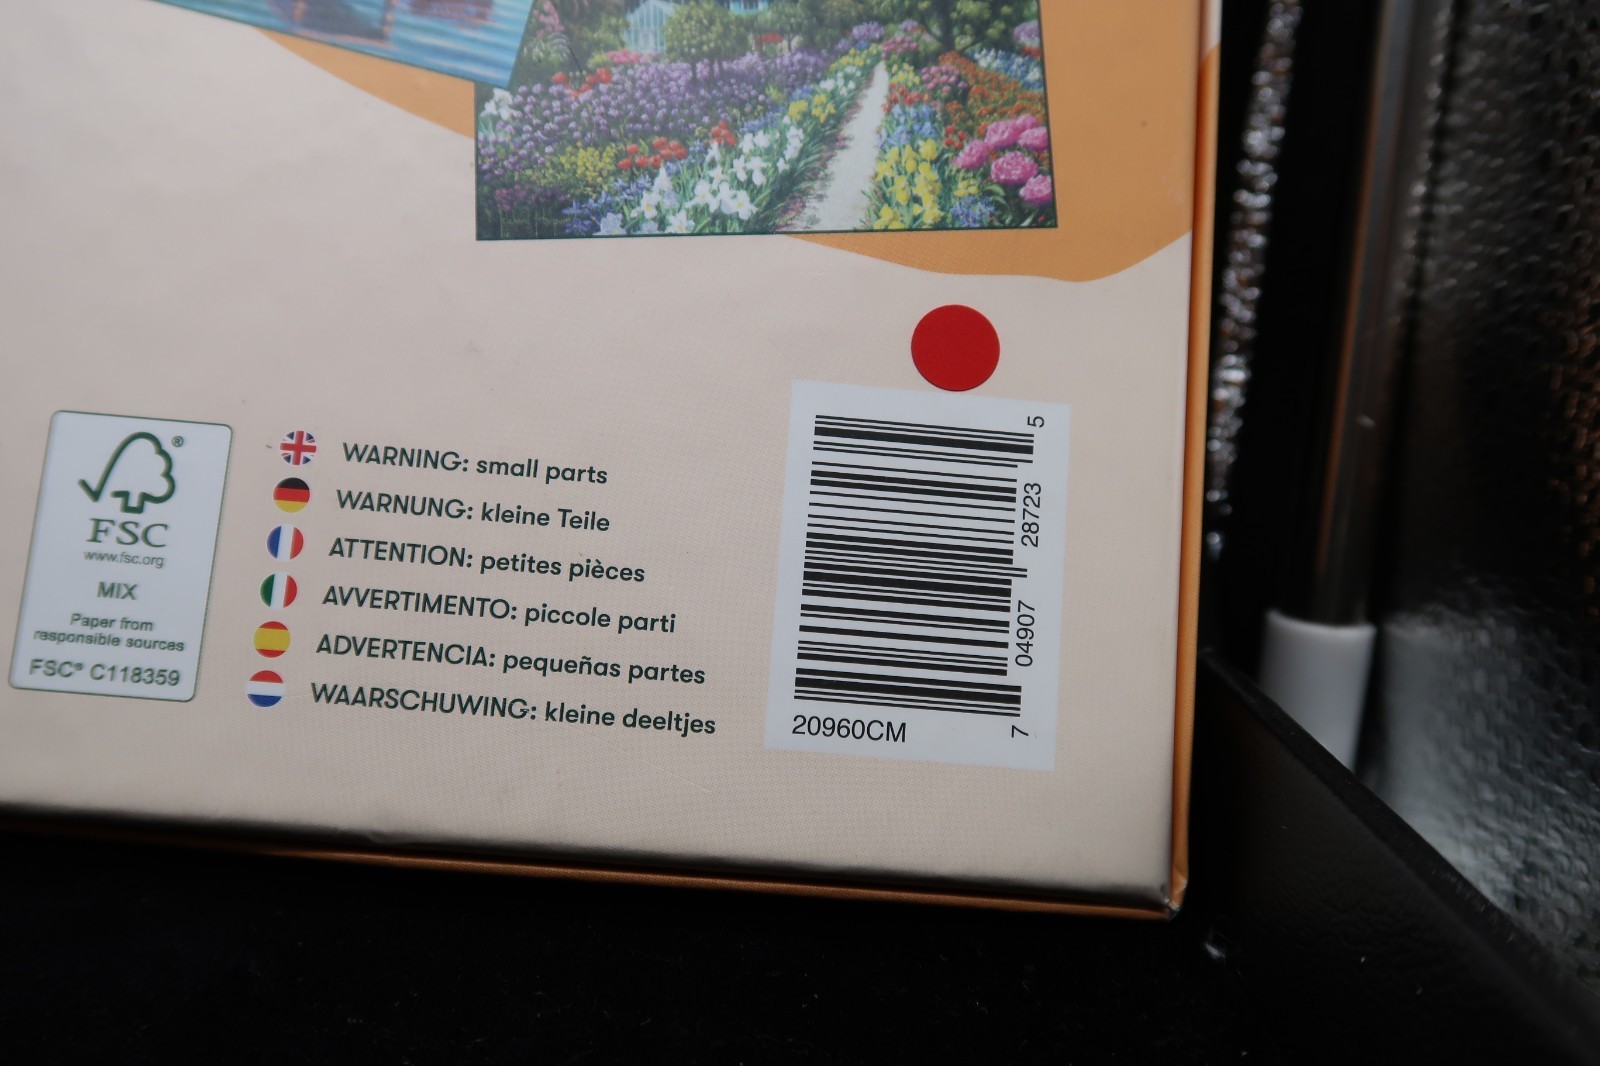 ®
FSC
www.fsc.org
MIX
Paper from
responsible sources
FSC® C118359
WARNING: small parts
WARNUNG: kleine Teile
ATTENTION: petites pièces
AVVERTIMENTO: piccole parti
ADVERTENCIA: pequeñas partes
WAARSCHUWING: kleine deeltjes
7 04907 28723 5
20960CM